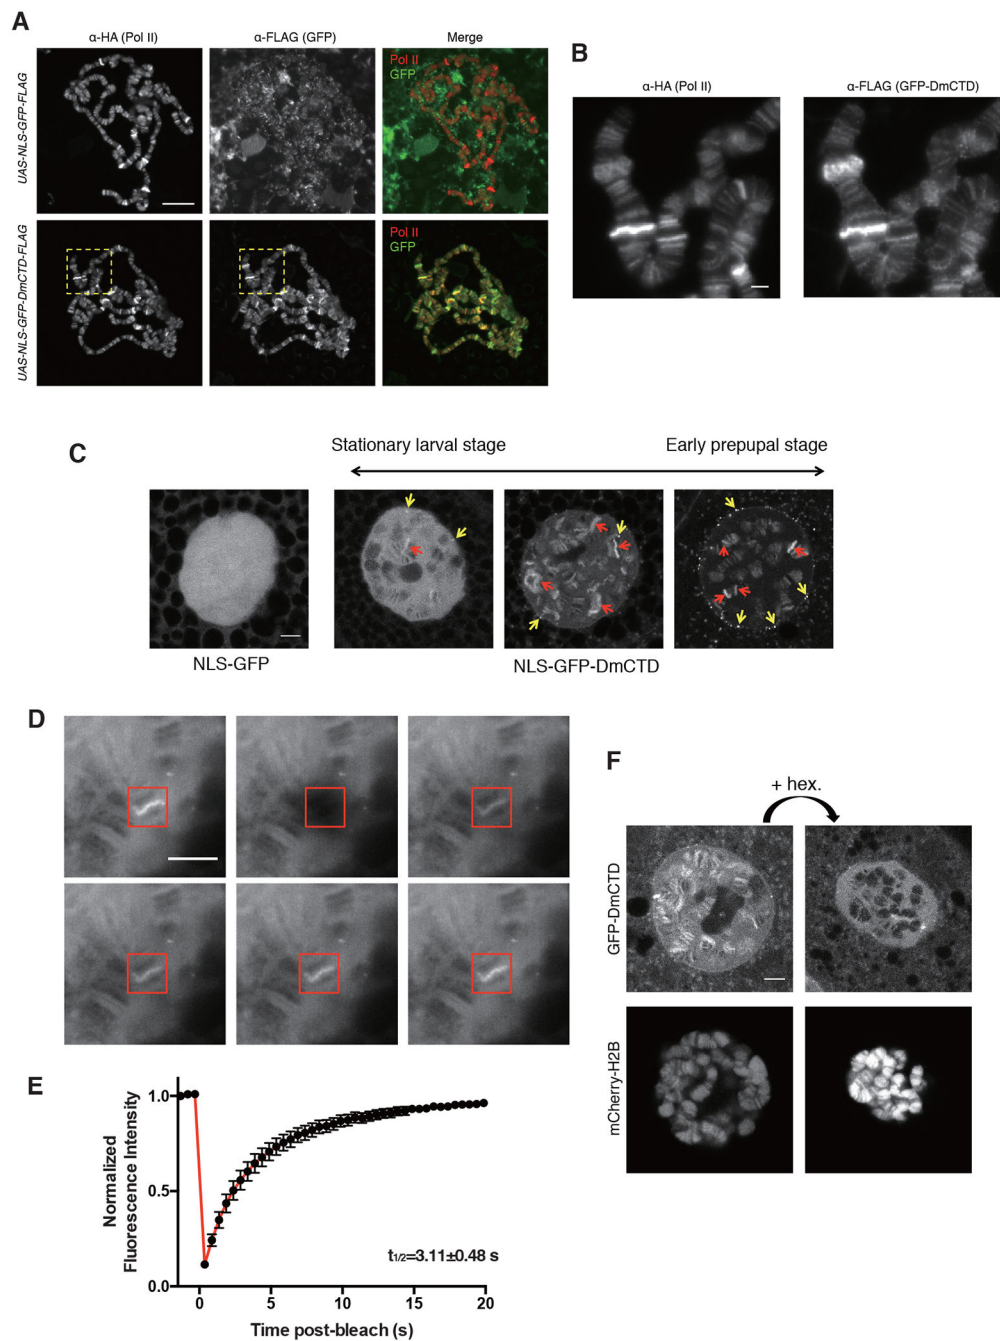 A
α-HA (Pol II)
α-FLAG (GFP)
Merge
UAS-NLS-GFP-FLAG
Pol II
GFP
UAS-NLS-GFP-DmCTD-FLAG
Pol II
GFP
B
α-HA (Pol II)
α-FLAG (GFP-DmCTD)
C
Stationary larval stage
Early prepupal stage
NLS-GFP
NLS-GFP-DmCTD
D
E
Normalized
Fluorescence Intensity
1.0
0.5
0.0
t1/2=3.11±0.48 s
0
5
10
15
20
Time post-bleach (s)
F
+ hex.
GFP-DmCTD
mCherry-H2B